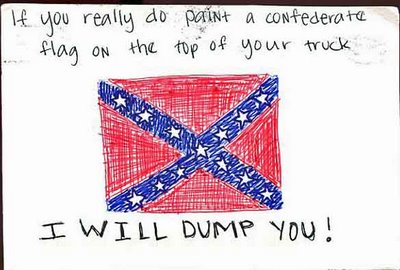 If you really do paint a confederate
flag on the top of your truck
I WILL DUMP YOU!